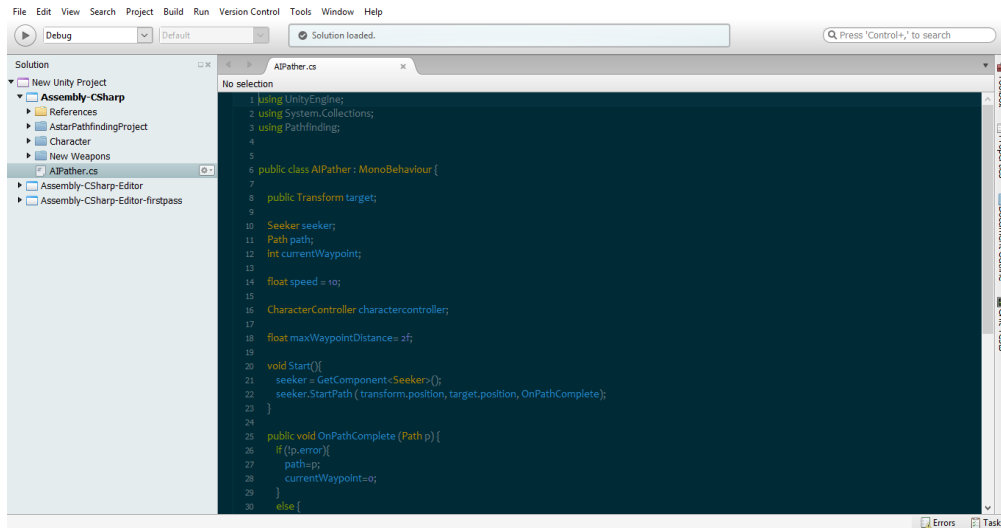 File Edit View Search Project Build Run Version Control Tools Window Help
Debug Default Solution loaded. Press 'Control+,' to search
Solution
New Unity Project
Assembly-CSharp
References
AstarPathfindingProject
Character
New Weapons
AIPather.cs
Assembly-CSharp-Editor
Assembly-CSharp-Editor-firstpass
AIPather.cs
No selection
1 using UnityEngine;
2 using System.Collections;
3 using Pathfinding;
4
5
6 public class AIPather : MonoBehaviour {
7
8 public Transform target;
9
10 Seeker seeker;
11 Path path;
12 int currentWaypoint;
13
14 float speed = 10;
15
16 CharacterController charactercontroller;
17
18 float maxWaypointDistance= 2f;
19
20 void Start(){
21 seeker = GetComponent<Seeker>();
22 seeker.StartPath ( transform.position, target.position, OnPathComplete);
23 }
24
25 public void OnPathComplete (Path p) {
26 if (!p.error){
27 path=p;
28 currentWaypoint=0;
29 }
30 else {
Errors Task